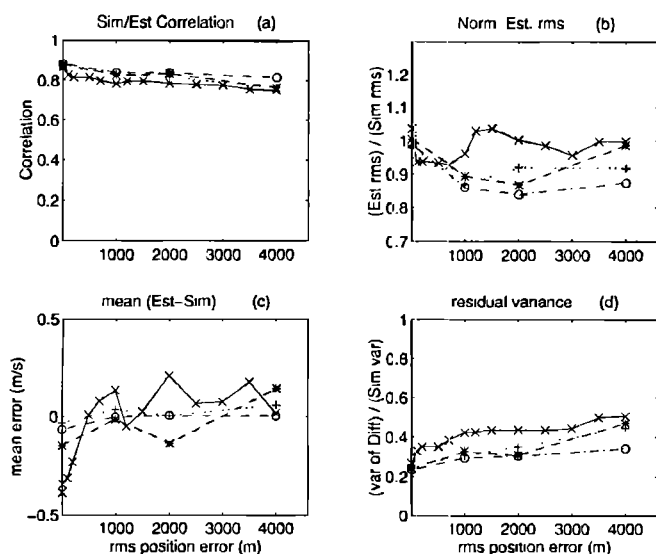 Sim/Est Correlation (a)
Correlation
1
0.8
0.6
0.4
0.2
0
1000 2000 3000 4000
Norm Est. rms (b)
(Est rms) / (Sim rms)
1.2
1.1
1.0
0.9
0.8
0.7
1000 2000 3000 4000
mean (Est-Sim) (c)
mean error (m/s)
0.5
0
-0.5
0 1000 2000 3000 4000
rms position error (m)
residual variance (d)
(var of Diff) / (Sim var)
1
0.8
0.6
0.4
0.2
0
1000 2000 3000 4000
rms position error (m)